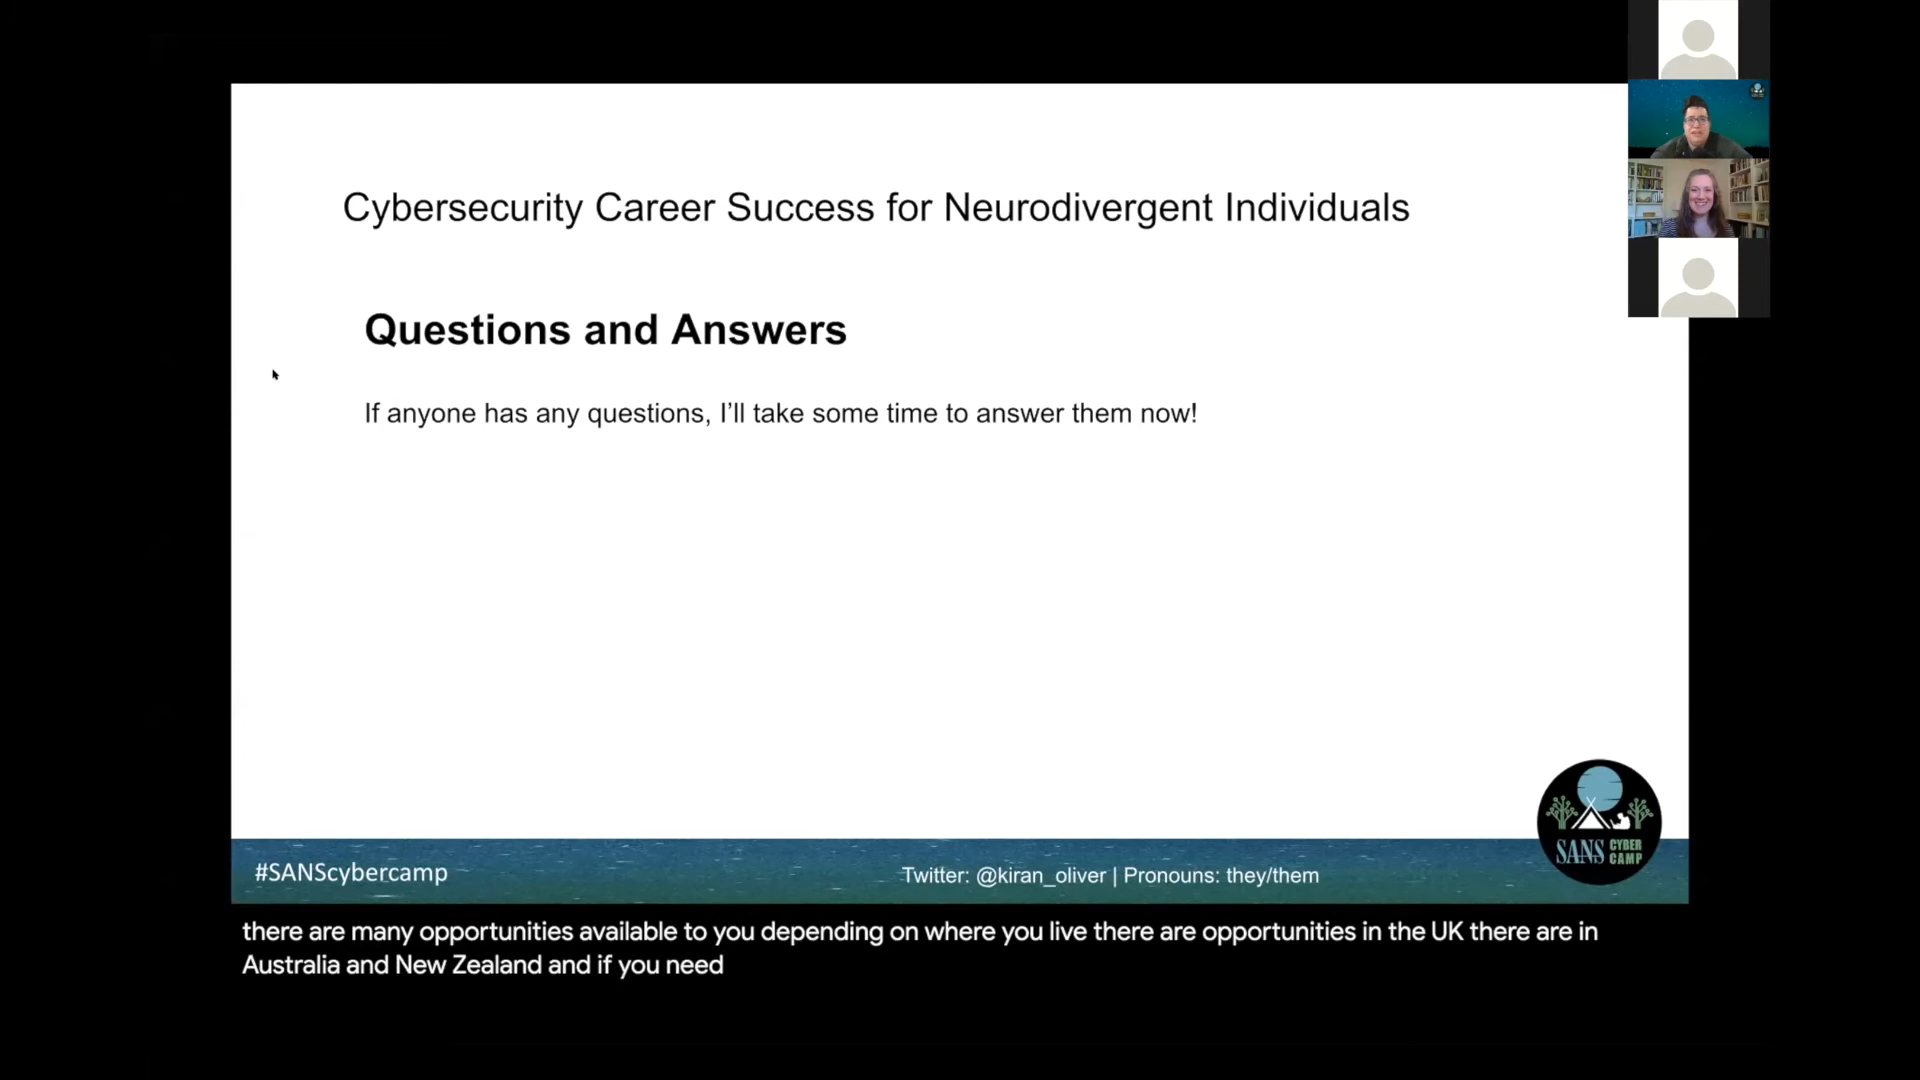 Cybersecurity Career Success for Neurodivergent Individuals
Questions and Answers
If anyone has any questions, I'll take some time to answer them now!
SANS CYBER CAMP
#SANScybercamp
Twitter: @kiran_oliver | Pronouns: they/them
there are many opportunities available to you depending on where you live there are opportunities in the UK there are in
Australia and New Zealand and if you need